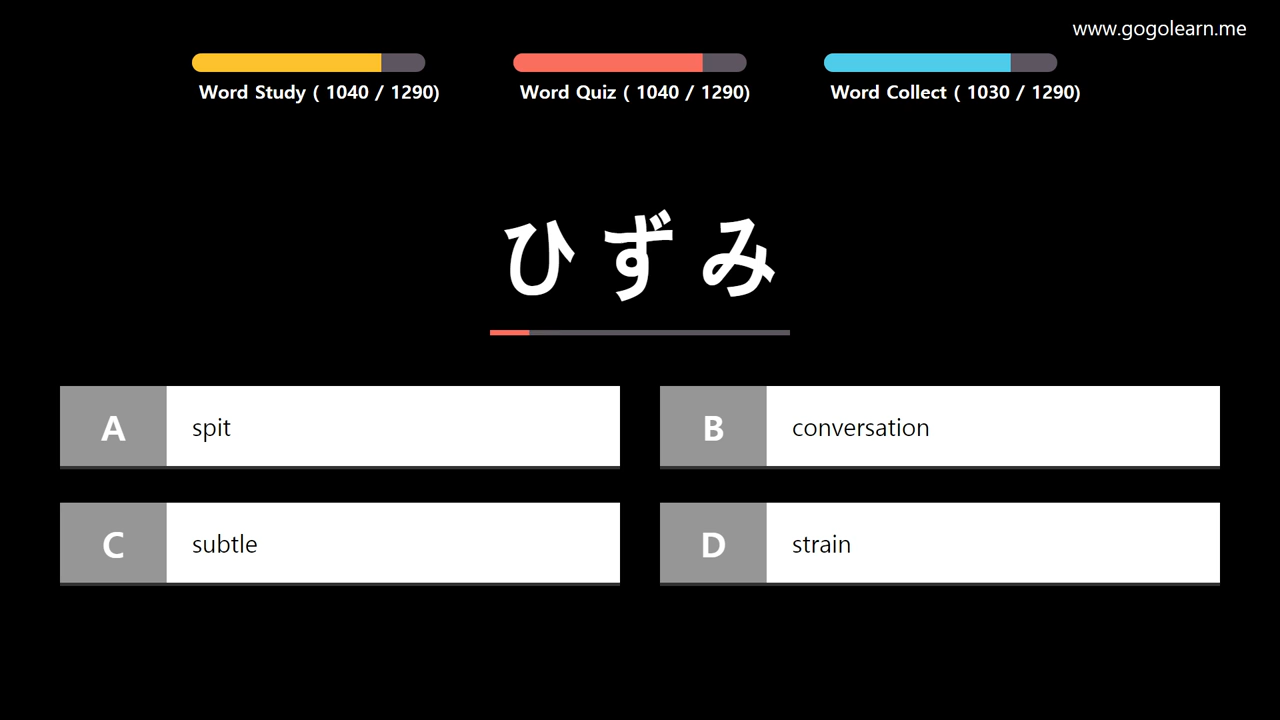 www.gogolearn.me
Word Study ( 1040 / 1290)
Word Quiz ( 1040 / 1290)
Word Collect ( 1030 / 1290)
ひずみ
A spit
B conversation
C subtle
D strain